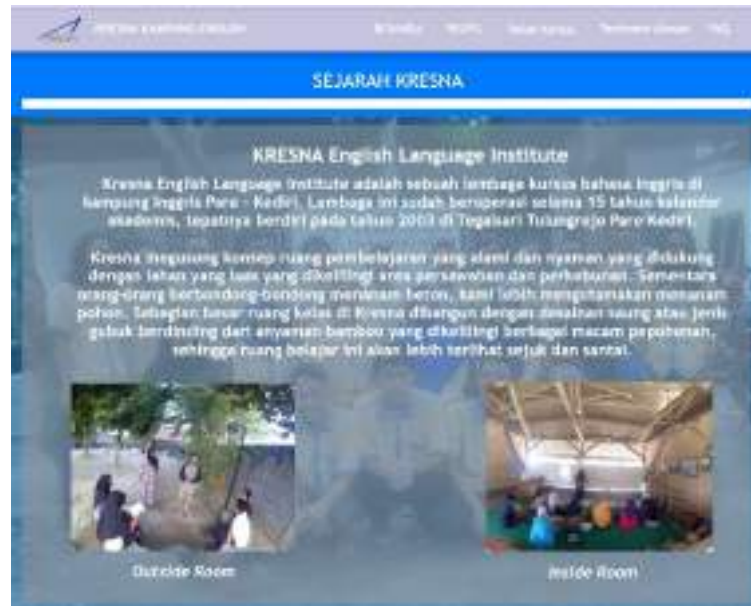 KRESNA KAMPUNG ENGLISH
SEJARAH KRESNA
KRESNA English Language Institute
Kresna English Language Institute adalah sebuah lembaga kursus bahasa Inggris di
kampung Inggris Pare - Kediri. Lembaga ini sudah beroperasi selama 15 tahun kalender
akademis, tepatnya berdiri pada tahun 2003 di Tegalsari Tulungrejo Pare Kediri.
Kresna mengusung konsep ruang pembelajaran yang alami dan nyaman yang didukung
dengan lahan yang luas yang dikelilingi area persawahan dan perkebunan. Sementara
orang-orang berbondong-bondong menanam beton, kami lebih mengutamakan menanam
pohon. Sebagian besar ruang kelas di Kresna dibangun dengan desainan saung atau jenis
gubuk berdinding dari anyaman bamboo yang dikelilingi berbagai macam pepohonan,
sehingga ruang belajar ini akan lebih terlihat sejuk dan santai.
Outside Room
Inside Room